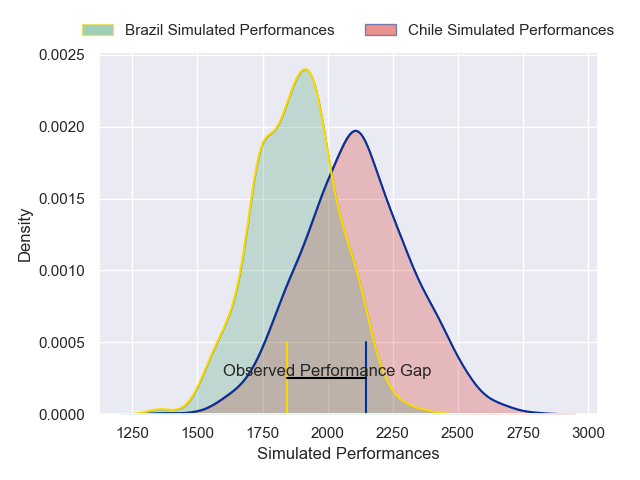 Brazil Simulated Performances Chile Simulated Performances
0.0025
0.0020
0.0015
0.0010
0.0005
0.0000
Density
Observed Performance Gap
1250 1500 1750 2000 2250 2500 2750 3000
Simulated Performances